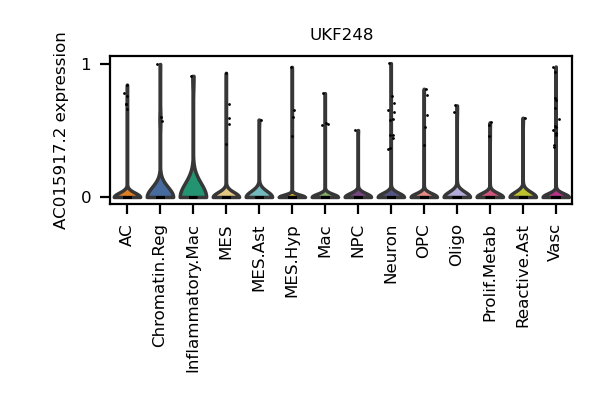 UKF248
AC015917.2 expression
1
0
AC
Chromatin.Reg
Inflammatory.Mac
MES
MES.Ast
MES.Hyp
Mac
NPC
Neuron
OPC
Oligo
Prolif.Metab
Reactive.Ast
Vasc